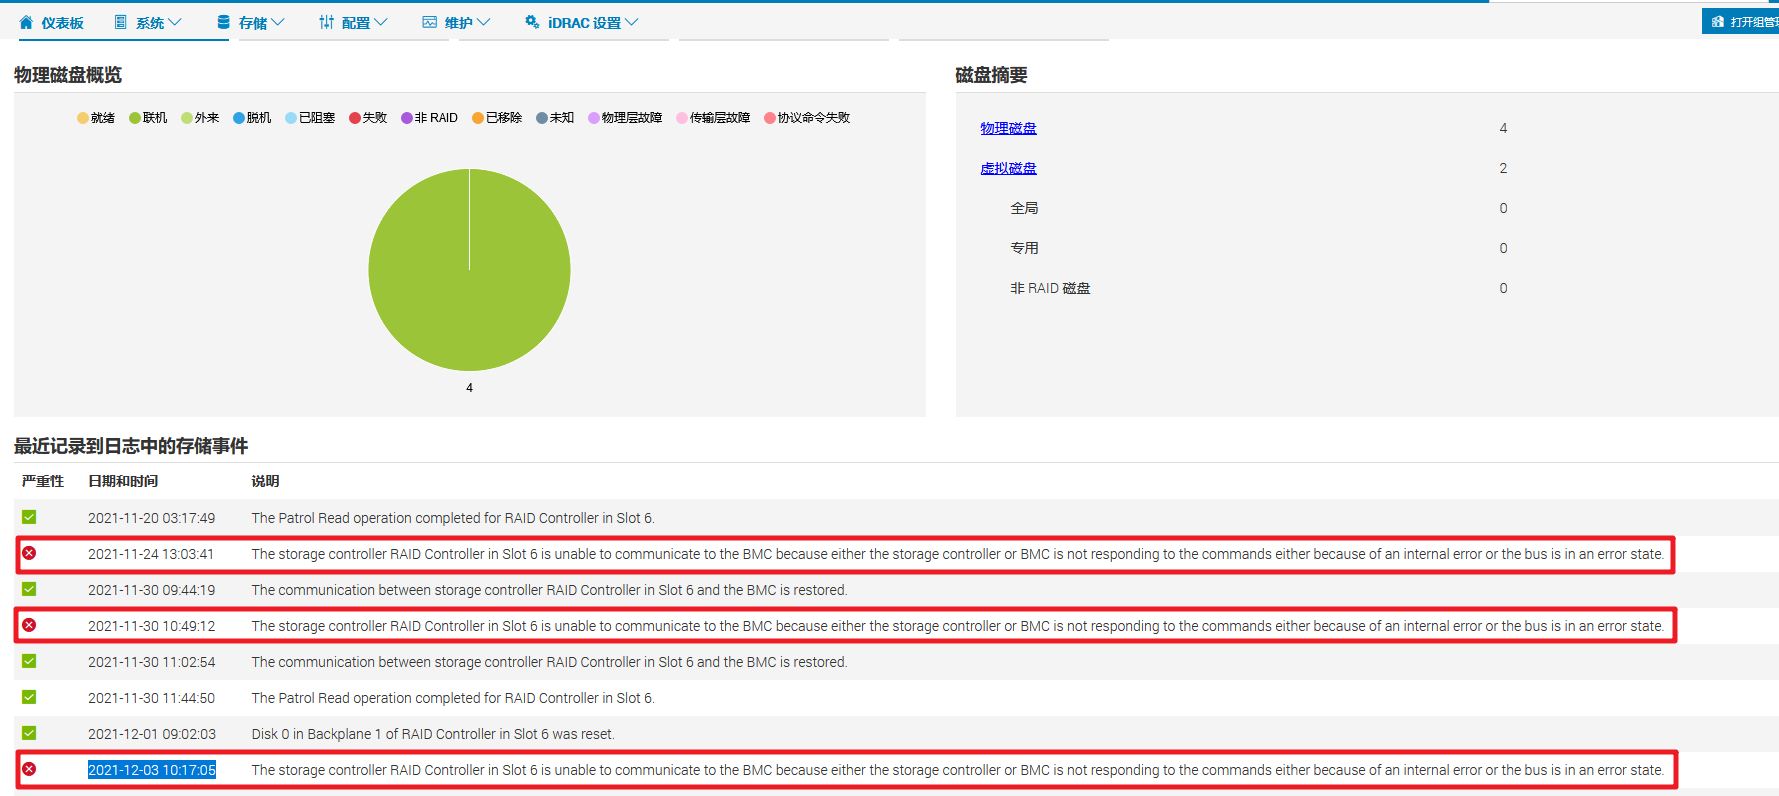 仪表板 系统 存储 配置 维护 iDRAC 设置 打开组管理
物理磁盘概览
就绪 联机 外来 脱机 已阻塞 失败 非 RAID 已移除 未知 物理层故障 传输层故障 协议命令失败
4
磁盘摘要
物理磁盘 4
虚拟磁盘 2
全局 0
专用 0
非 RAID 磁盘 0
最近记录到日志中的存储事件
严重性 日期和时间 说明
2021-11-20 03:17:49 The Patrol Read operation completed for RAID Controller in Slot 6.
2021-11-24 13:03:41 The storage controller RAID Controller in Slot 6 is unable to communicate to the BMC because either the storage controller or BMC is not responding to the commands either because of an internal error or the bus is in an error state.
2021-11-30 09:44:19 The communication between storage controller RAID Controller in Slot 6 and the BMC is restored.
2021-11-30 10:49:12 The storage controller RAID Controller in Slot 6 is unable to communicate to the BMC because either the storage controller or BMC is not responding to the commands either because of an internal error or the bus is in an error state.
2021-11-30 11:02:54 The communication between storage controller RAID Controller in Slot 6 and the BMC is restored.
2021-11-30 11:44:50 The Patrol Read operation completed for RAID Controller in Slot 6.
2021-12-01 09:02:03 Disk 0 in Backplane 1 of RAID Controller in Slot 6 was reset.
2021-12-03 10:17:05 The storage controller RAID Controller in Slot 6 is unable to communicate to the BMC because either the storage controller or BMC is not responding to the commands either because of an internal error or the bus is in an error state.